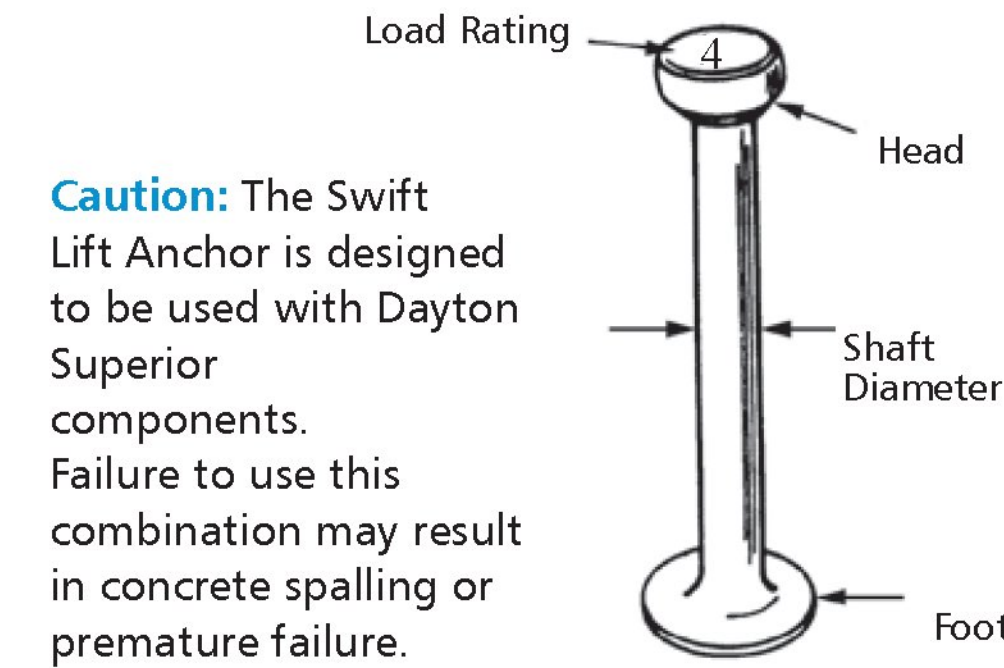 Load Rating
4
Head
Caution: The Swift
Lift Anchor is designed
to be used with Dayton
Superior
components.
Failure to use this
combination may result
in concrete spalling or
premature failure.
Shaft
Diameter
Foot